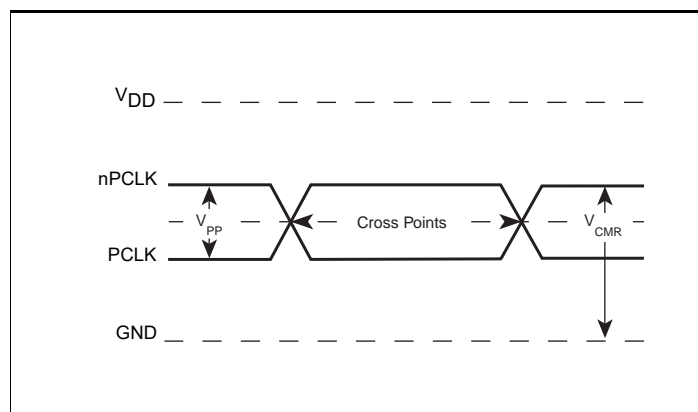 VDD
nPCLK
VPP
Cross Points
VCMR
PCLK
GND